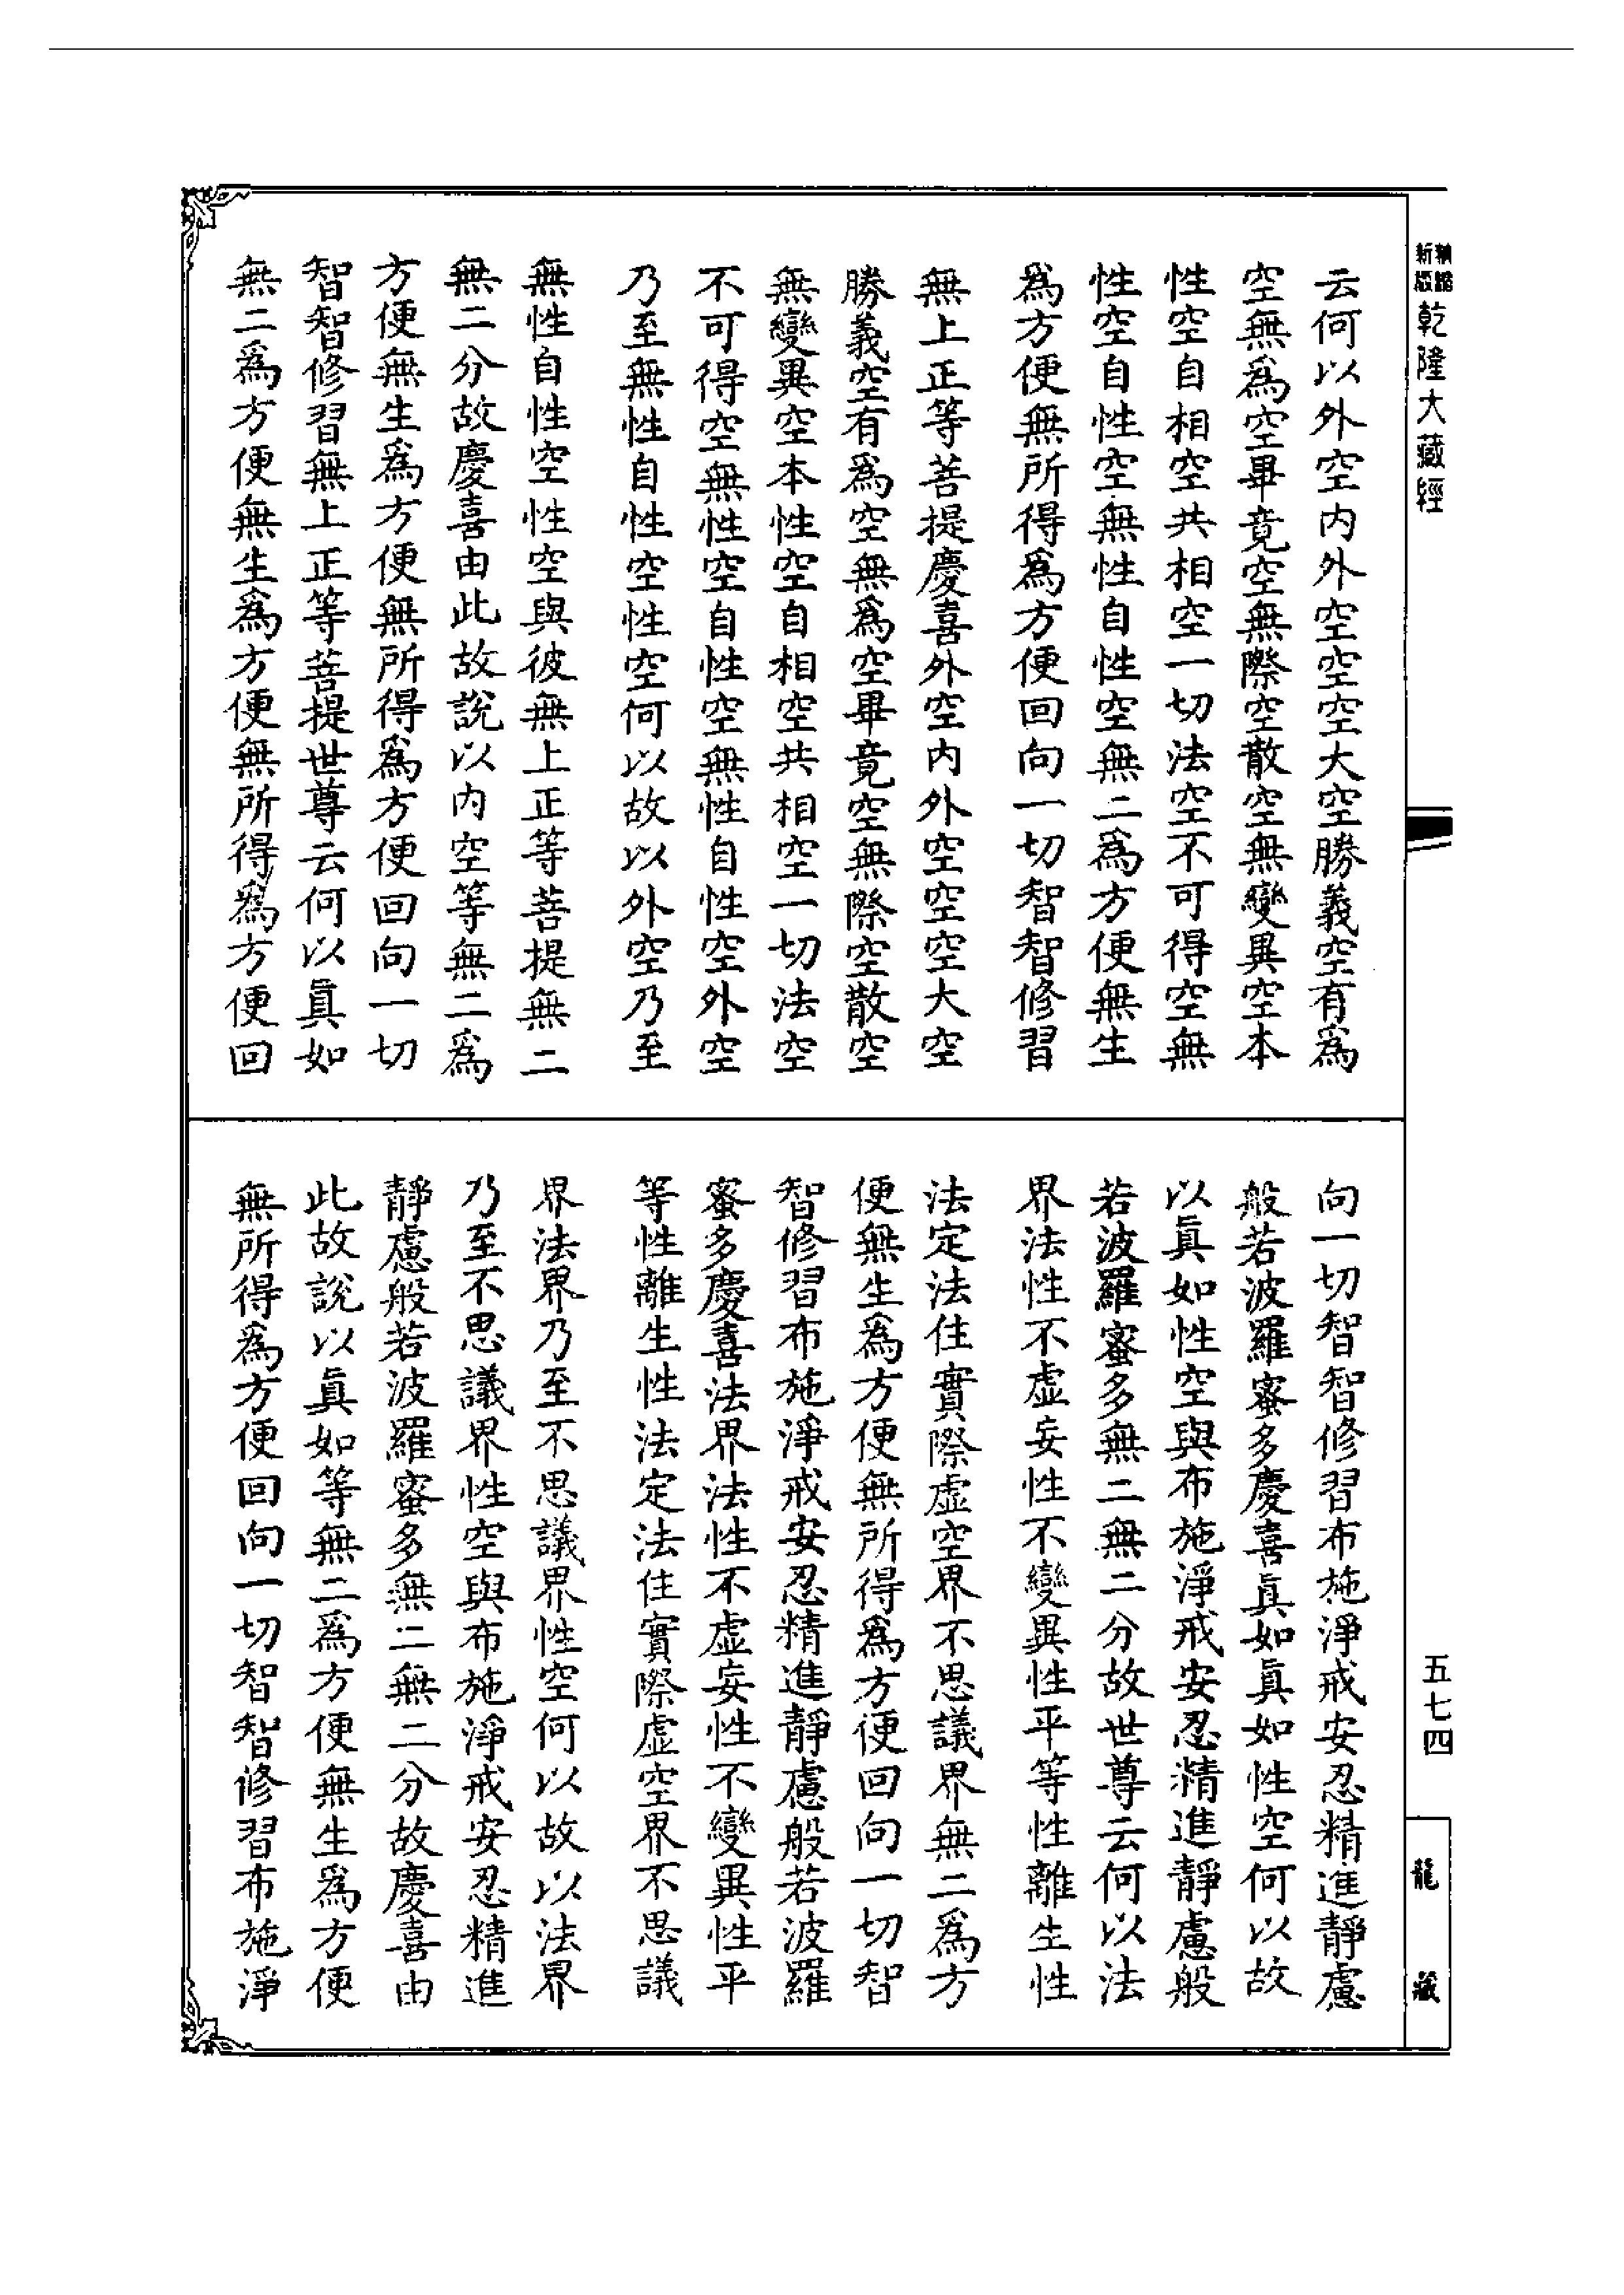 乾隆大藏經
云何以外空內外空空空大空勝義空有爲
空無爲空畢竟空無際空散空無變異空本
性空自相空共相空一切法空不可得空無
性空自性空無性自性空無二爲方便無生
爲方便無所得爲方便回向一切智智修習
無上正等菩提慶喜外空內外空空空大空
勝義空有爲空無爲空畢竟空無際空散空
無變異空本性空自相空共相空一切法空
不可得空無性空自性空無性自性空外空
乃至無性自性空性空何以故以外空乃至
無性自性空性空與彼無上正等菩提無二
無二分故慶喜由此故說以內空等無二爲
方便無生爲方便無所得爲方便回向一切
智智修習無上正等菩提世尊云何以眞如
無二爲方便無生爲方便無所得爲方便回
向一切智智修習布施淨戒安忍精進靜慮
般若波羅蜜多慶喜眞如眞如性空何以故
以眞如性空與布施淨戒安忍精進靜慮般
若波羅蜜多無二無二分故世尊云何以法
界法性不虛妄性不變異性平等性離生性
法定法住實際虛空界不思議界無二爲方
便無生爲方便無所得爲方便回向一切智
智修習布施淨戒安忍精進靜慮般若波羅
蜜多慶喜法界法性不虛妄性不變異性平
等性離生性法定法住實際虛空界不思議
界法界乃至不思議界性空何以故以法界
乃至不思議界性空與布施淨戒安忍精進
靜慮般若波羅蜜多無二無二分故慶喜由
此故說以眞如等無二爲方便無生爲方便
無所得爲方便回向一切智智修習布施淨
五七四
龍藏